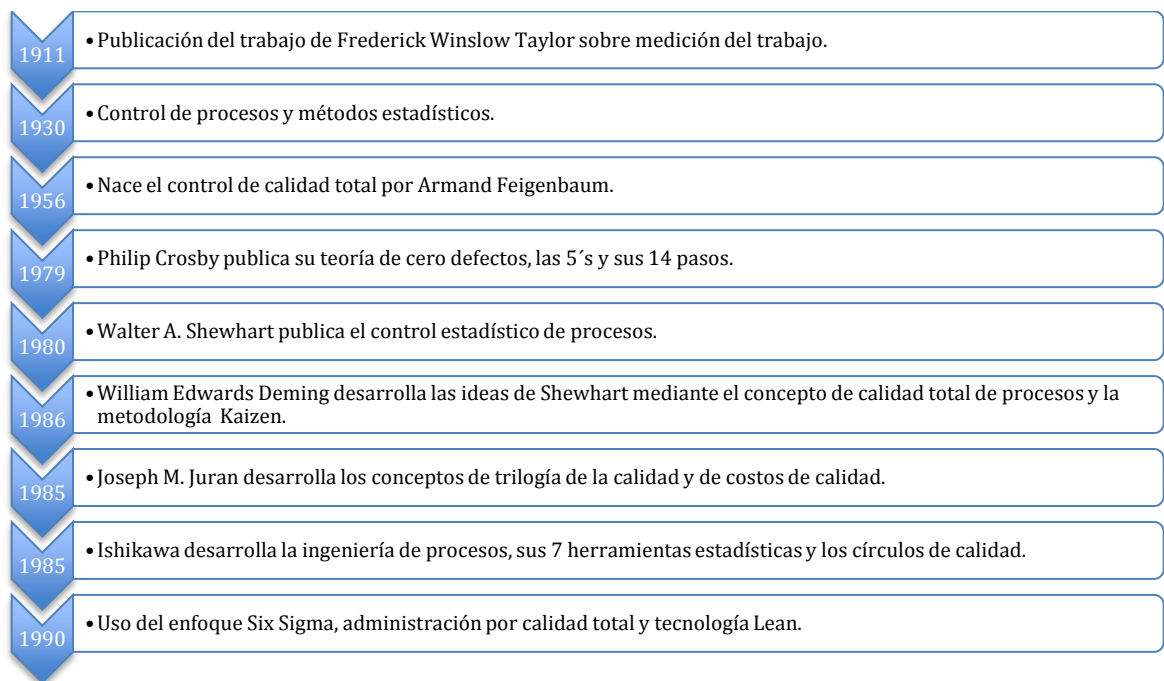 1911
• Publicación del trabajo de Frederick Winslow Taylor sobre medición del trabajo.
1930
• Control de procesos y métodos estadísticos.
1956
• Nace el control de calidad total por Armand Feigenbaum.
1979
• Philip Crosby publica su teoría de cero defectos, las 5´s y sus 14 pasos.
1980
• Walter A. Shewhart publica el control estadístico de procesos.
1986
• William Edwards Deming desarrolla las ideas de Shewhart mediante el concepto de calidad total de procesos y la
metodología Kaizen.
1985
• Joseph M. Juran desarrolla los conceptos de trilogía de la calidad y de costos de calidad.
1985
• Ishikawa desarrolla la ingeniería de procesos, sus 7 herramientas estadísticas y los círculos de calidad.
1990
• Uso del enfoque Six Sigma, administración por calidad total y tecnología Lean.